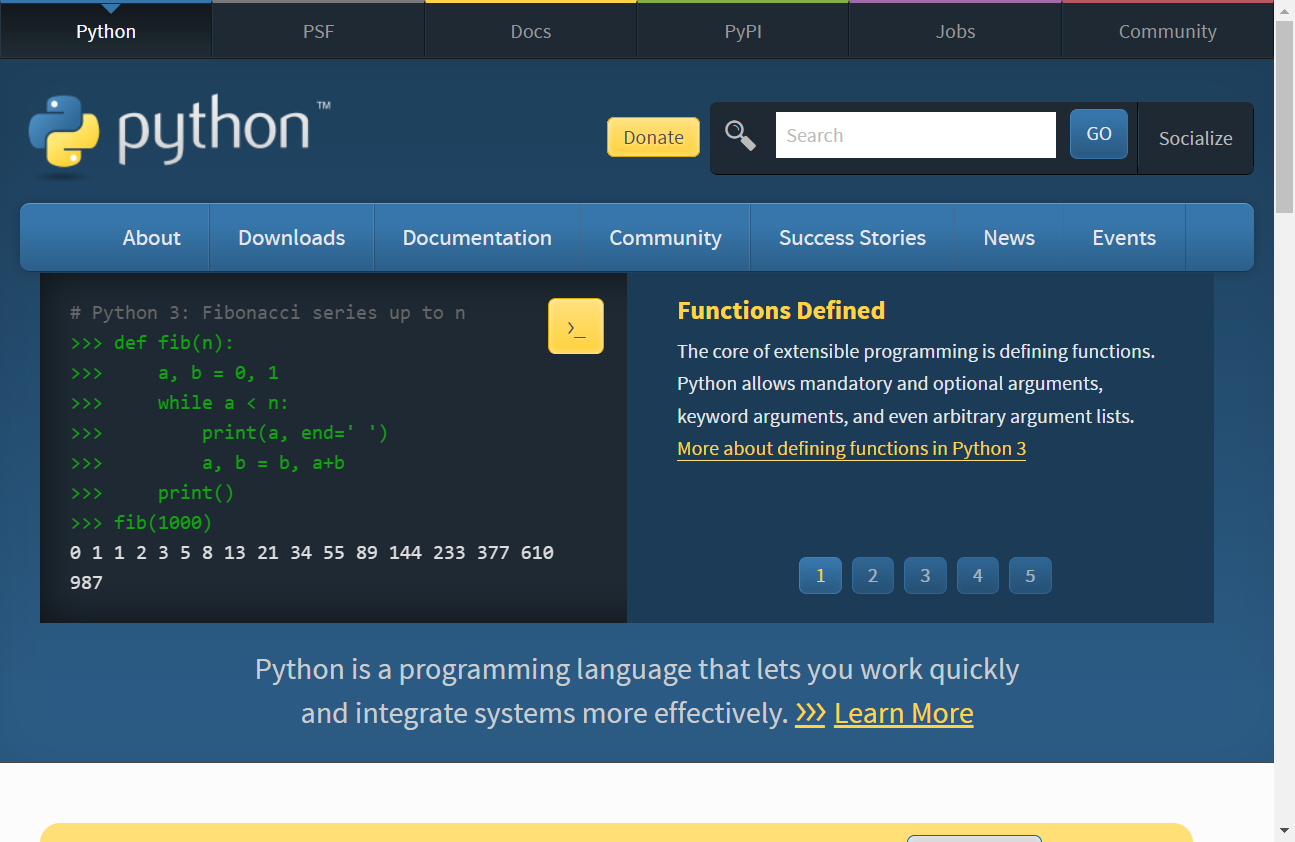 Python PSF Docs PyPI Jobs Community
python™
Donate
Search
GO
Socialize
About Downloads Documentation Community Success Stories News Events
# Python 3: Fibonacci series up to n
>>> def fib(n):
>>>     a, b = 0, 1
>>>     while a < n:
>>>         print(a, end=' ')
>>>         a, b = b, a+b
>>>     print()
>>> fib(1000)
0 1 1 2 3 5 8 13 21 34 55 89 144 233 377 610
987
>_
Functions Defined
The core of extensible programming is defining functions.
Python allows mandatory and optional arguments,
keyword arguments, and even arbitrary argument lists.
More about defining functions in Python 3
1 2 3 4 5
Python is a programming language that lets you work quickly
and integrate systems more effectively. >>> Learn More